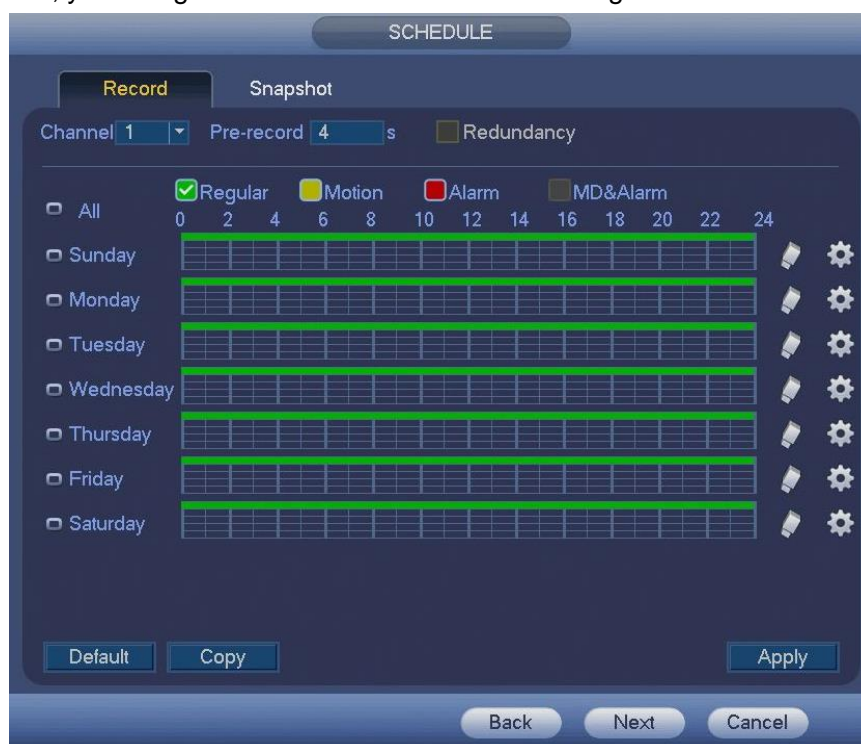 SCHEDULE
Record Snapshot
Channel 1 Pre-record 4 s Redundancy
Regular Motion Alarm MD&Alarm
All
0 2 4 6 8 10 12 14 16 18 20 22 24
Sunday
Monday
Tuesday
Wednesday
Thursday
Friday
Saturday
Default Copy Apply
Back Next Cancel